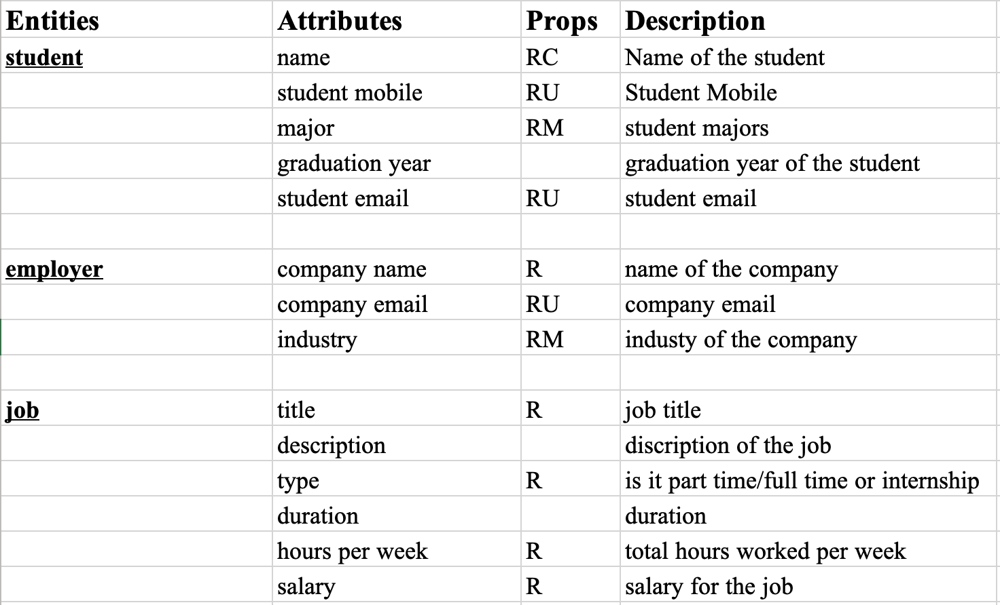 Entities Attributes Props Description
student name RC Name of the student
student mobile RU Student Mobile
major RM student majors
graduation year graduation year of the student
student email RU student email
employer company name R name of the company
company email RU company email
industry RM industy of the company
job title R job title
description discription of the job
type R is it part time/full time or internship
duration duration
hours per week R total hours worked per week
salary R salary for the job